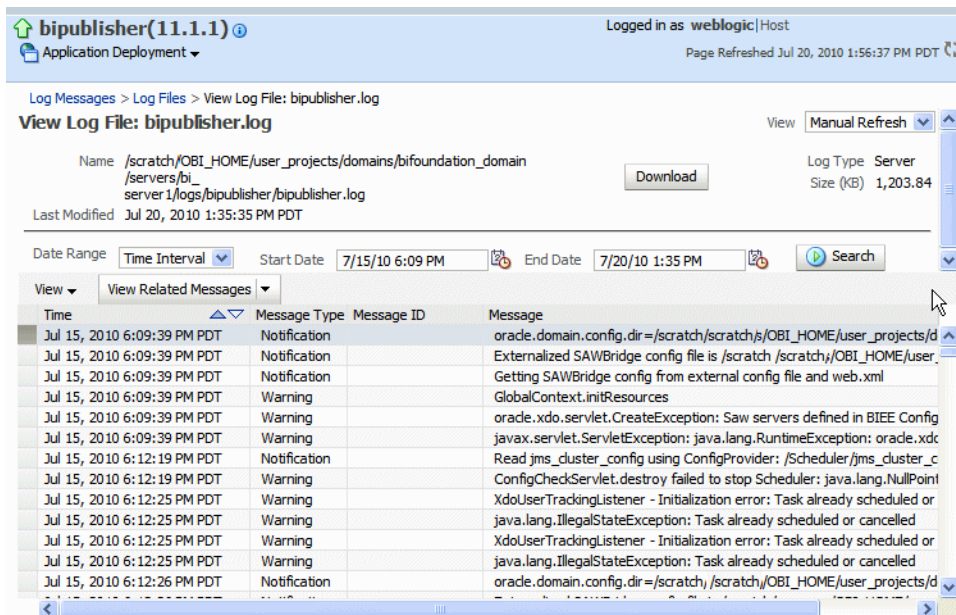 bipublisher(11.1.1)
Logged in as weblogic|Host
Application Deployment
Page Refreshed Jul 20, 2010 1:56:37 PM PDT
Log Messages > Log Files > View Log File: bipublisher.log
View Log File: bipublisher.log
View Manual Refresh
Name /scratch/OBI_HOME/user_projects/domains/bifoundation_domain
/servers/bi_
server1/logs/bipublisher/bipublisher.log
Download
Log Type Server
Size (KB) 1,203.84
Last Modified Jul 20, 2010 1:35:35 PM PDT
Date Range Time Interval Start Date 7/15/10 6:09 PM End Date 7/20/10 1:35 PM Search
View View Related Messages
Time Message Type Message ID Message
Jul 15, 2010 6:09:39 PM PDT Notification oracle.domain.config.dir=/scratch/scratch/s/OBI_HOME/user_projects/d
Jul 15, 2010 6:09:39 PM PDT Notification Externalized SAWBridge config file is /scratch /scratch/,/OBI_HOME/user_
Jul 15, 2010 6:09:39 PM PDT Notification Getting SAWBridge config from external config file and web.xml
Jul 15, 2010 6:09:39 PM PDT Warning GlobalContext.initResources
Jul 15, 2010 6:09:39 PM PDT Warning oracle.xdo.servlet.CreateException: Saw servers defined in BIEE Config
Jul 15, 2010 6:09:39 PM PDT Warning javax.servlet.ServletException: java.lang.RuntimeException: oracle.xdo
Jul 15, 2010 6:12:19 PM PDT Notification Read jms_cluster_config using ConfigProvider: /Scheduler/jms_cluster_c
Jul 15, 2010 6:12:19 PM PDT Warning ConfigCheckServlet.destroy failed to stop Scheduler: java.lang.NullPoint
Jul 15, 2010 6:12:25 PM PDT Warning XdoUserTrackingListener - Initialization error: Task already scheduled or
Jul 15, 2010 6:12:25 PM PDT Warning java.lang.IllegalStateException: Task already scheduled or cancelled
Jul 15, 2010 6:12:25 PM PDT Warning XdoUserTrackingListener - Initialization error: Task already scheduled or
Jul 15, 2010 6:12:25 PM PDT Warning java.lang.IllegalStateException: Task already scheduled or cancelled
Jul 15, 2010 6:12:26 PM PDT Notification oracle.domain.config.dir=/scratch/ /scratch/OBI_HOME/user_projects/d